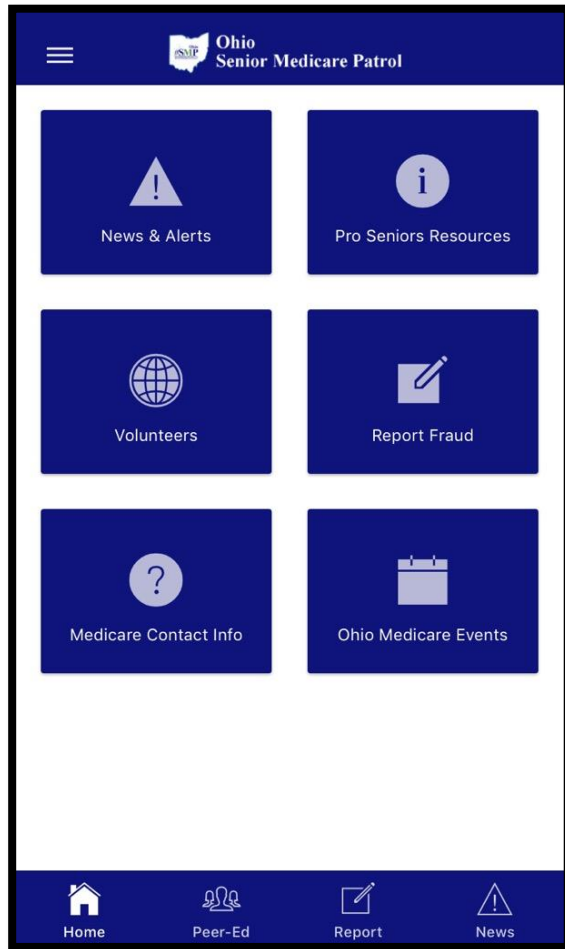 SMP
Ohio
Senior Medicare Patrol
News & Alerts
Pro Seniors Resources
Volunteers
Report Fraud
Medicare Contact Info
Ohio Medicare Events
Home
Peer-Ed
Report
News